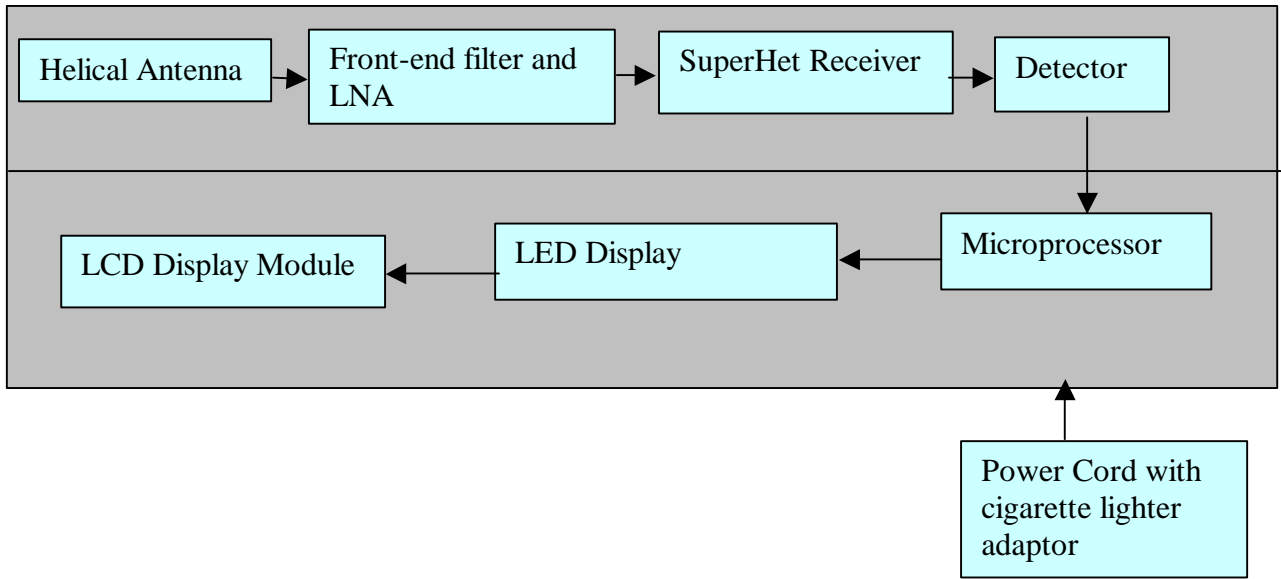 Helical Antenna
Front-end filter and
LNA
SuperHet Receiver
Detector
LCD Display Module
LED Display
Microprocessor
Power Cord with
cigarette lighter
adaptor